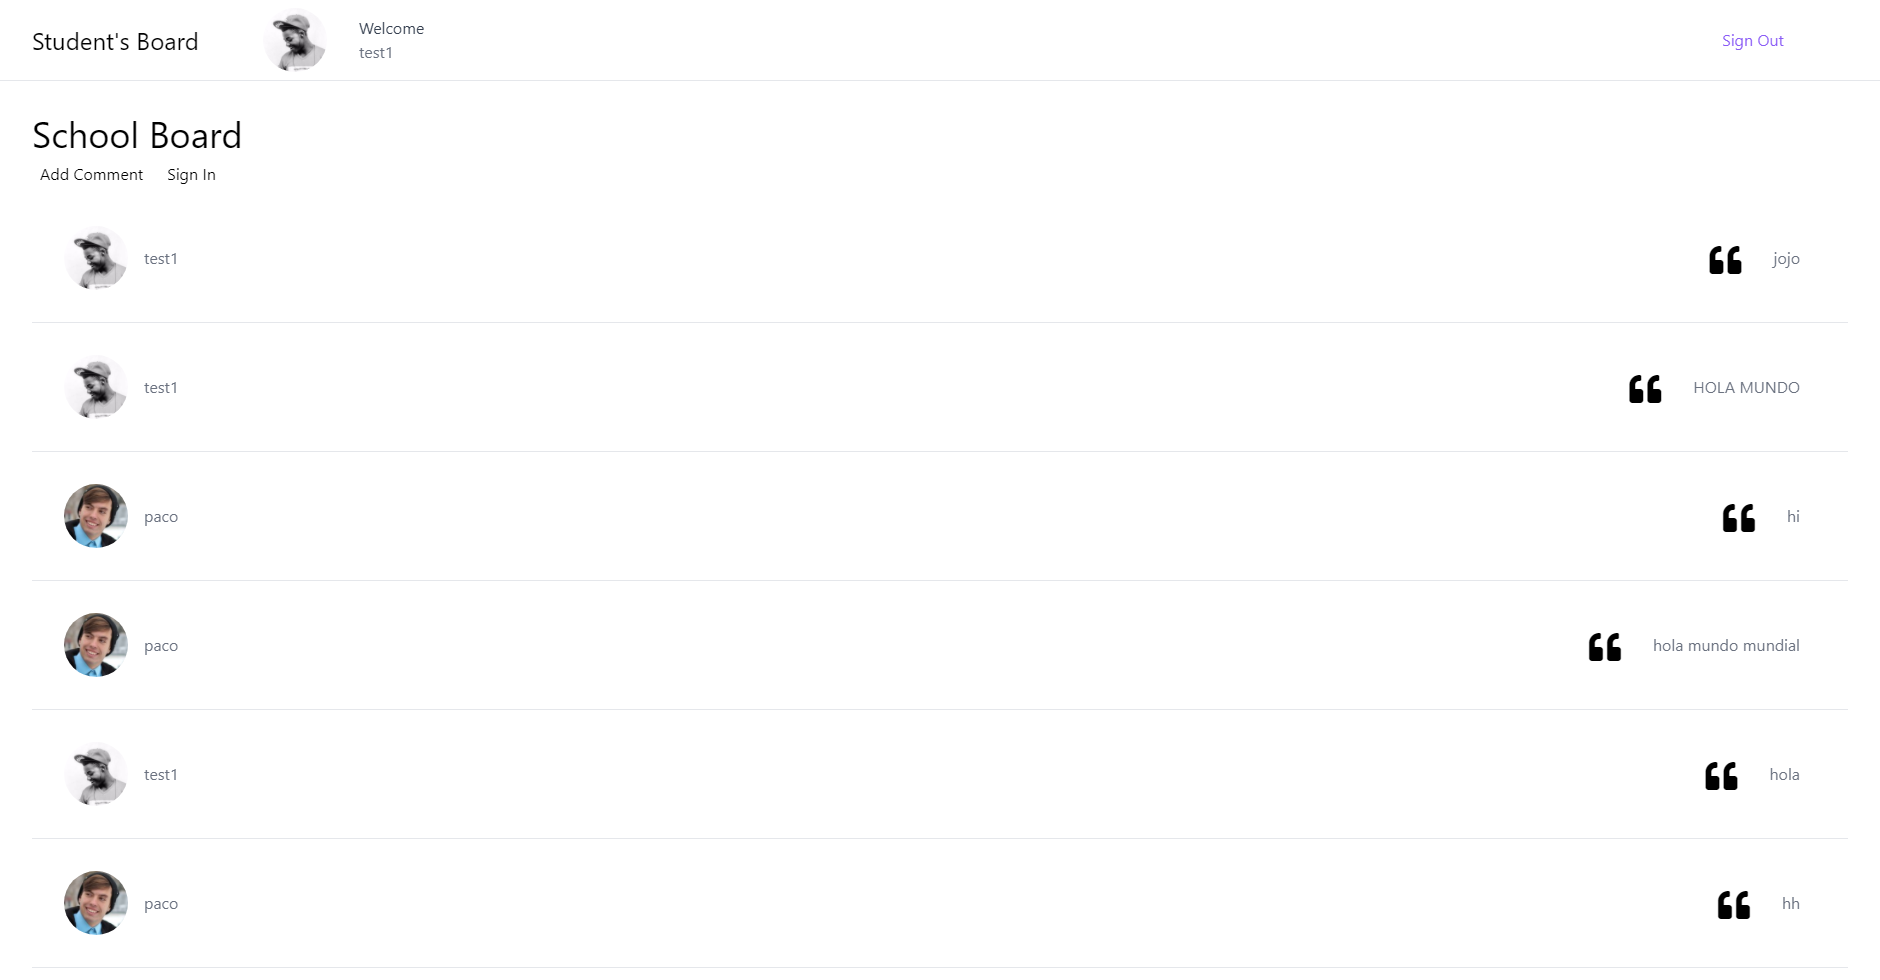 Student's Board
Welcome
test1
Sign Out
School Board
Add Comment Sign In
test1 jojo
test1 HOLA MUNDO
paco hi
paco hola mundo mundial
test1 hola
paco hh